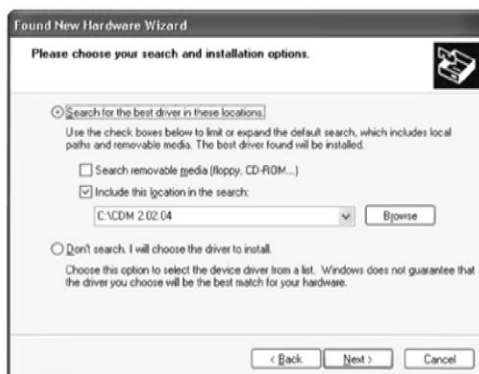 Found New Hardware Wizard
Please choose your search and installation options.
Search for the best driver in these locations.
Use the check boxes below to limit or expand the default search, which includes local
paths and removable media. The best driver found will be installed.
Search removable media (floppy, CD-ROM...)
Include this location in the search:
C:\CDM 2.02.04
Browse
Don't search. I will choose the driver to install.
Choose this option to select the device driver from a list. Windows does not guarantee that
the driver you choose will be the best match for your hardware.
< Back
Next >
Cancel